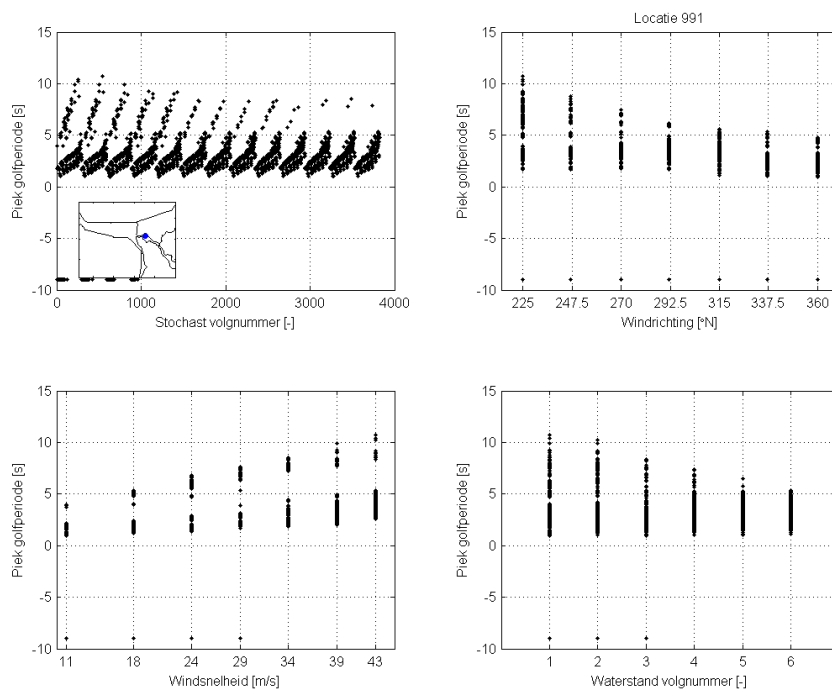 Locatie 991
15
10
5
0
-5
-10
Piek golfperiode [s]
0 1000 2000 3000 4000
Stochast volgnummer [-]
15
10
5
0
-5
-10
Piek golfperiode [s]
225 247.5 270 292.5 315 337.5 360
Windrichting [°N]
15
10
5
0
-5
-10
Piek golfperiode [s]
11 18 24 29 34 39 43
Windsnelheid [m/s]
15
10
5
0
-5
-10
Piek golfperiode [s]
1 2 3 4 5 6
Waterstand volgnummer [-]